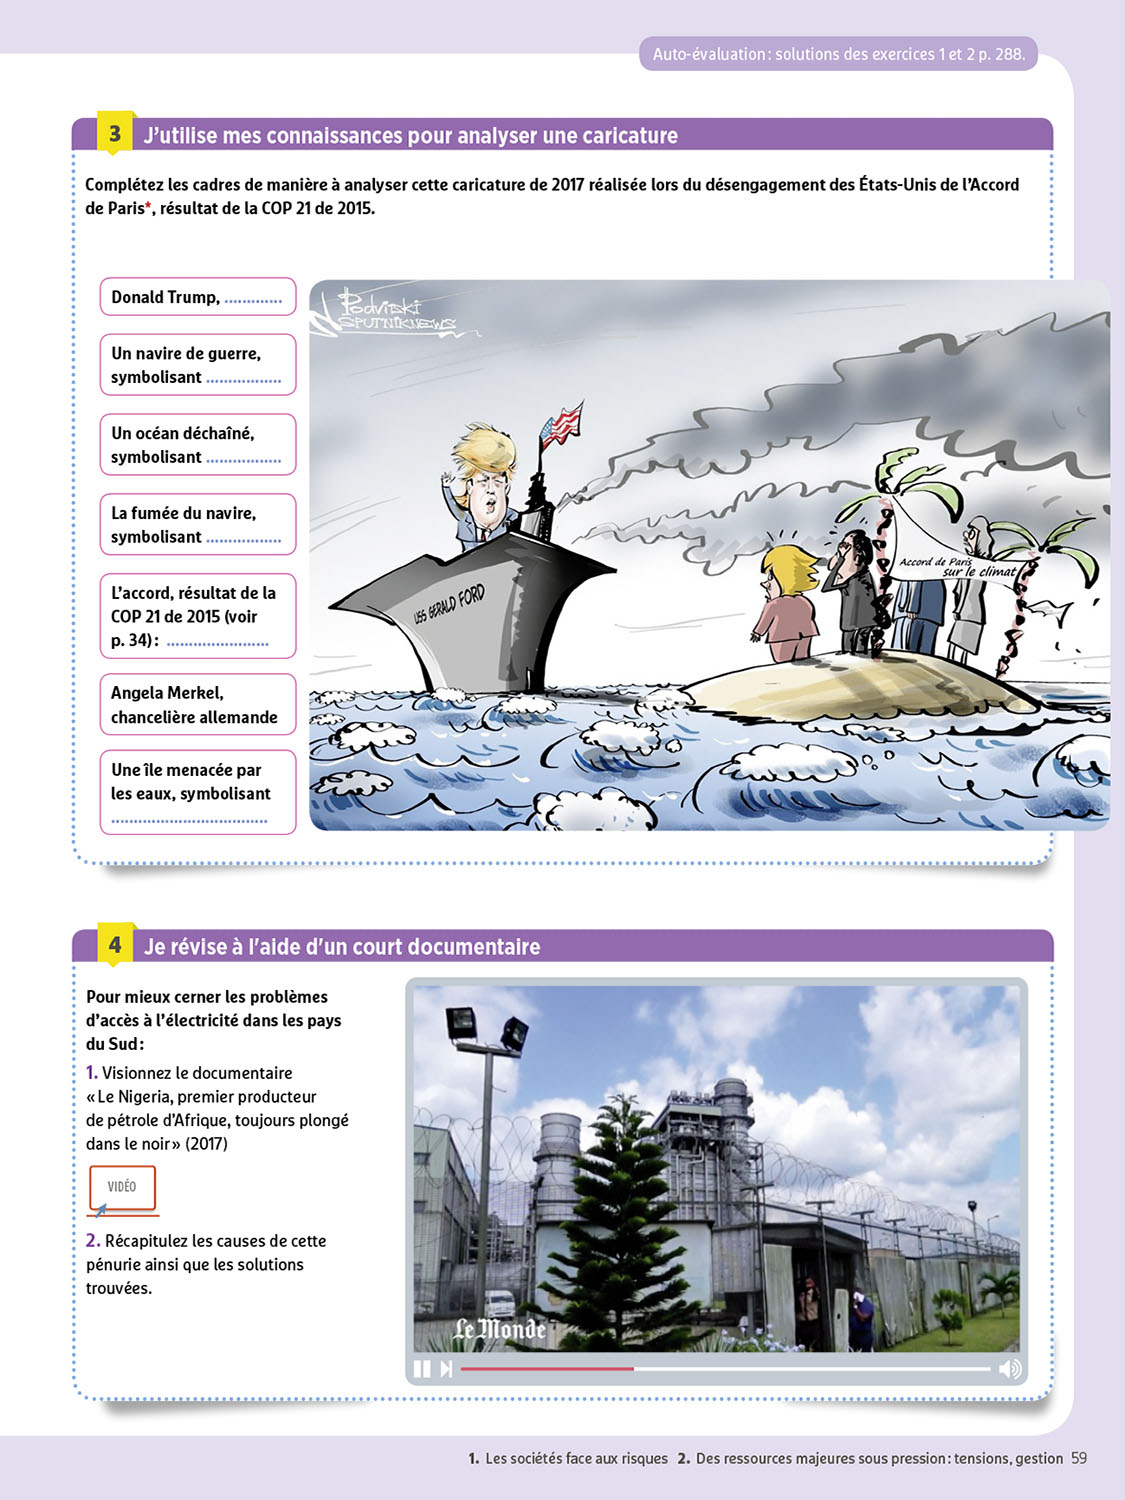 Auto-évaluation : solutions des exercices 1 et 2 p. 288.
3 J'utilise mes connaissances pour analyser une caricature
Complétez les cadres de manière à analyser cette caricature de 2017 réalisée lors du désengagement des États-Unis de l'Accord
de Paris*, résultat de la COP 21 de 2015.
Donald Trump, .............
Un navire de guerre,
symbolisant .................
Un océan déchaîné,
symbolisant .................
La fumée du navire,
symbolisant .................
L'accord, résultat de la
COP 21 de 2015 (voir
p. 34) : .......................
Angela Merkel,
chancelière allemande
Une île menacée par
les eaux, symbolisant
...................................
Podvitski
SPUTNIKNEWS
USS GERALD FORD
Accord de Paris
sur le climat
4 Je révise à l'aide d'un court documentaire
Pour mieux cerner les problèmes
d'accès à l'électricité dans les pays
du Sud :
1. Visionnez le documentaire
« Le Nigeria, premier producteur
de pétrole d'Afrique, toujours plongé
dans le noir » (2017)
VIDÉO
2. Récapitulez les causes de cette
pénurie ainsi que les solutions
trouvées.
Le Monde
1. Les sociétés face aux risques 2. Des ressources majeures sous pression : tensions, gestion 59